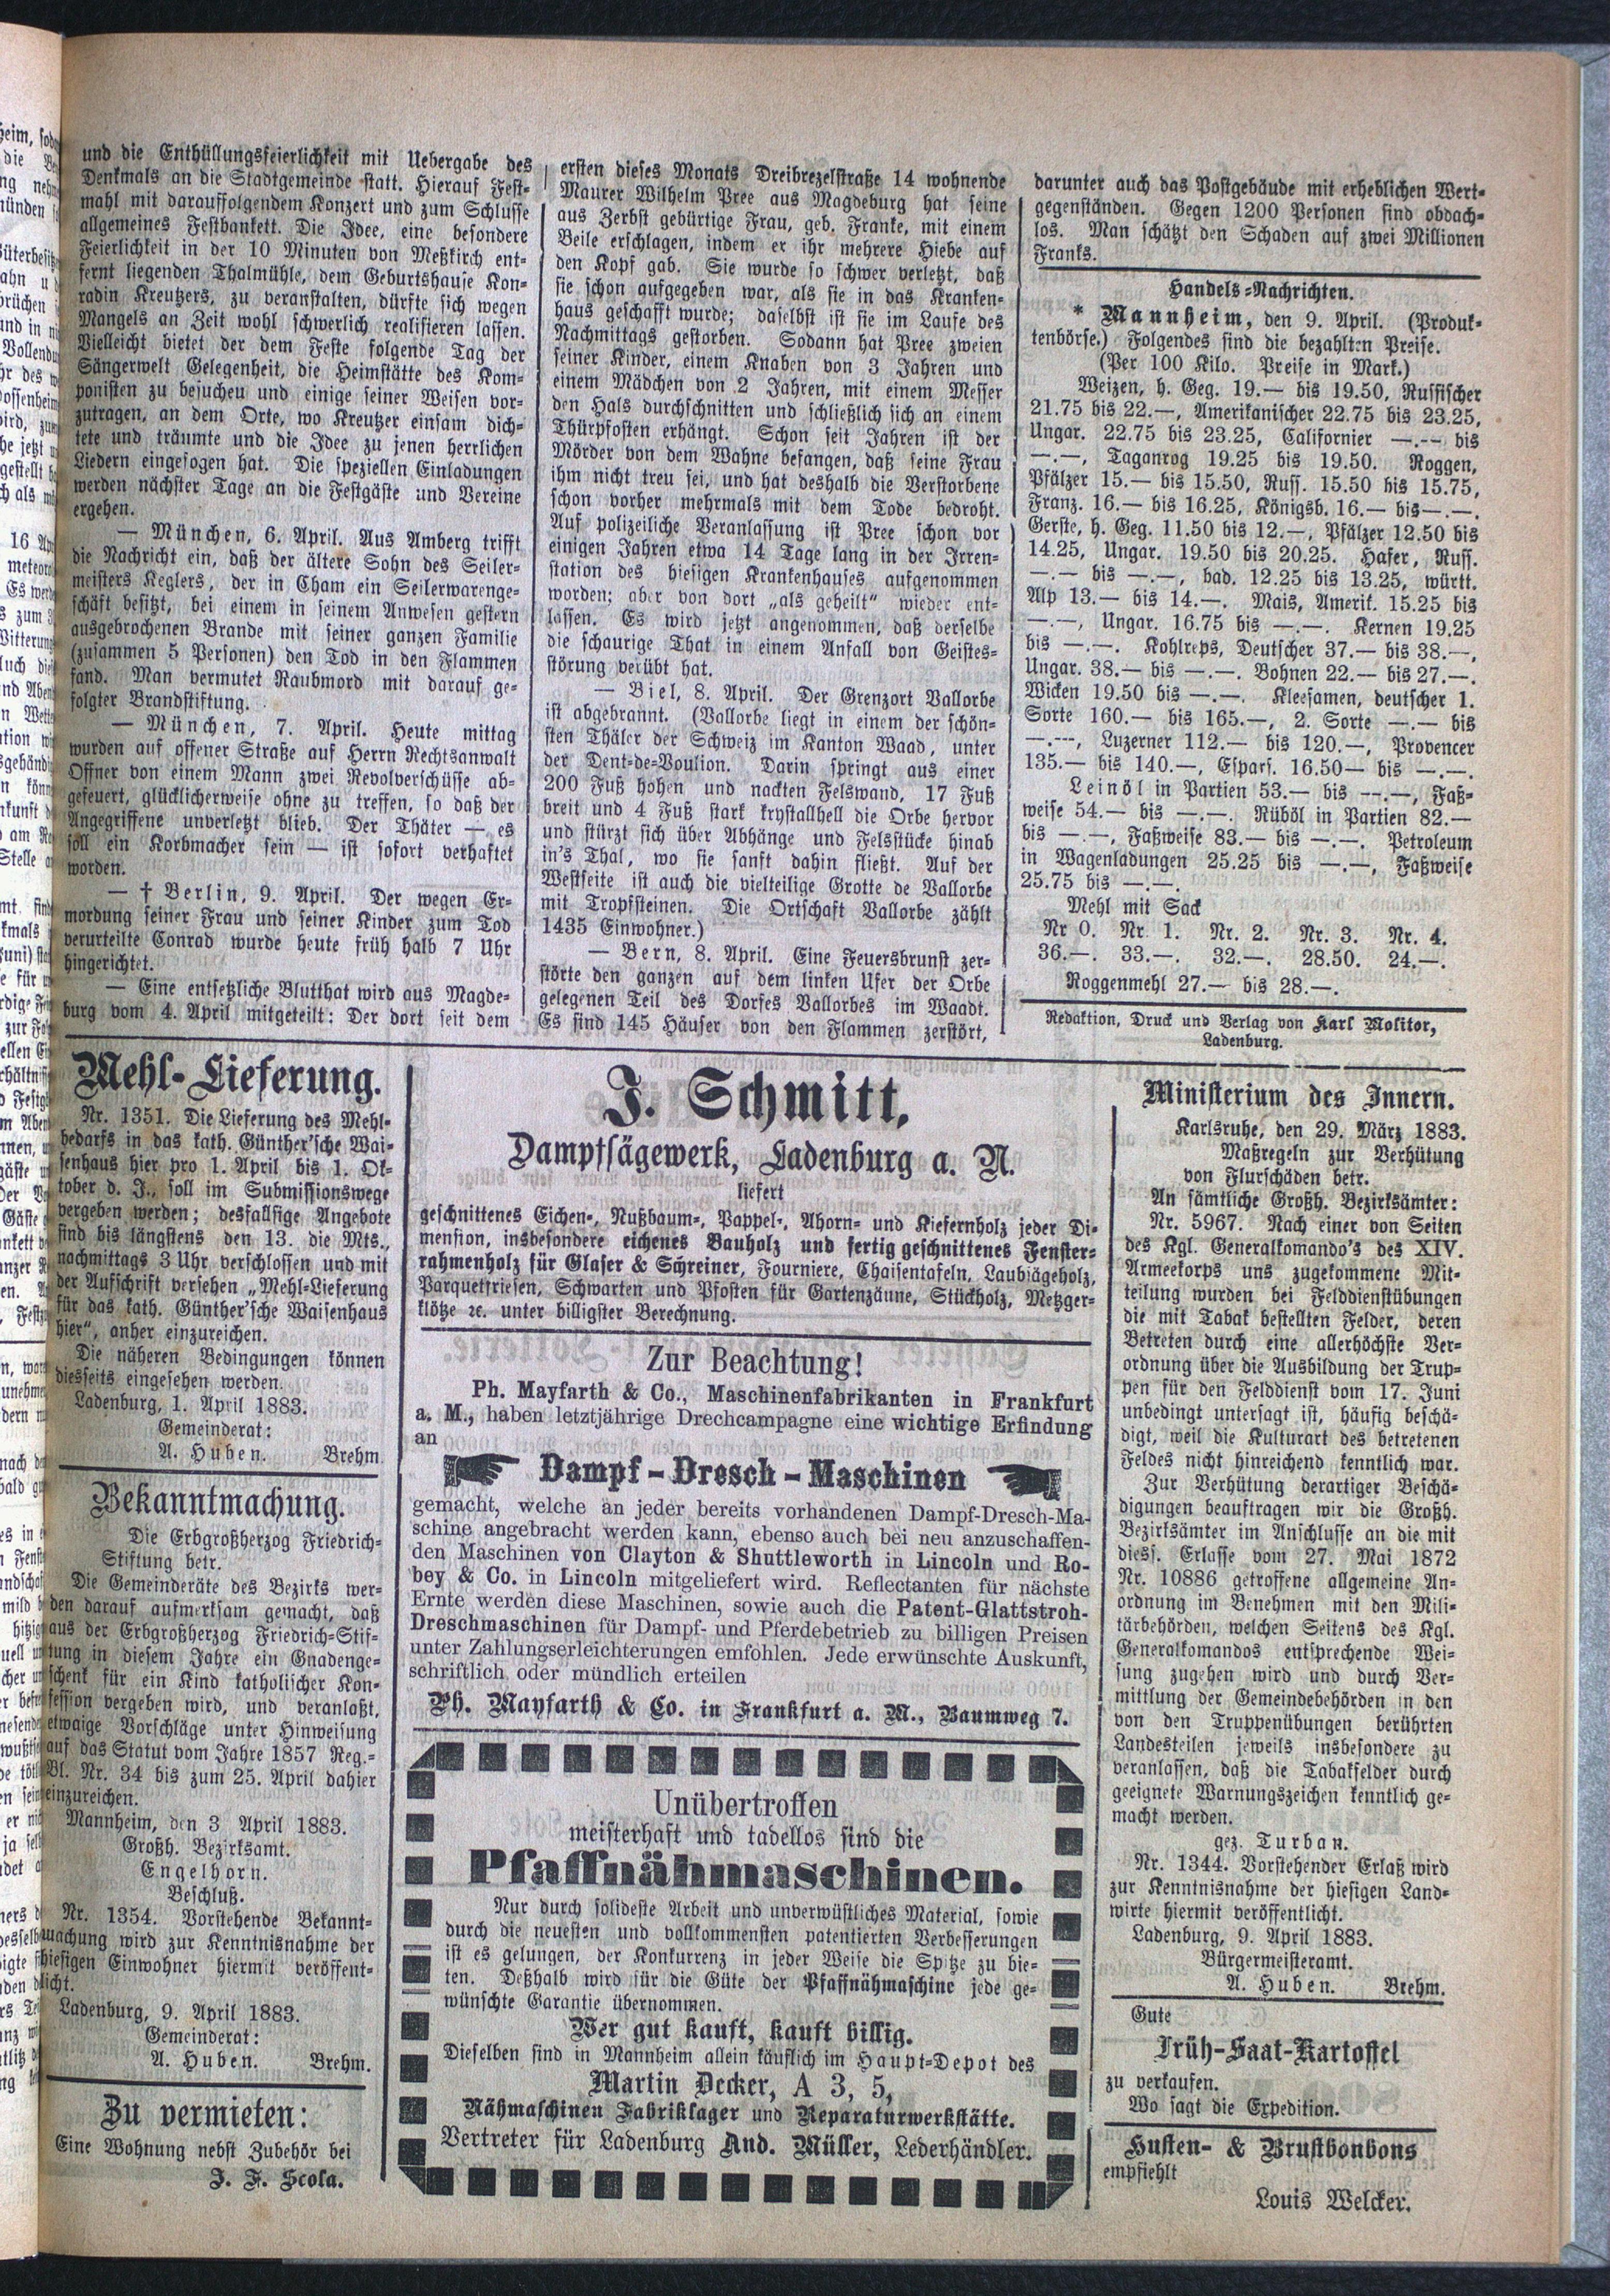 und die Enthüllungsfeierlichkeit mit Uebergabe des
Denkmals an die Stadtgemeinde statt. Hierauf Fest-
mahl mit darauffolgendem Konzert und zum Schlusse
allgemeines Festbankett. Die Idee, eine besondere
Feierlichkeit in der 10 Minuten von Meßkirch ent-
fernt liegenden Thalmühle, dem Geburtshause Kon-
radin Kreutzers, zu veranstalten, dürfte sich wegen
Mangels an Zeit wohl schwerlich realisieren lassen.
Vielleicht bietet der dem Feste folgende Tag der
Sängerwelt Gelegenheit, die Heimstätte des Kom-
ponisten zu besuchen und einige seiner Weisen vor-
zutragen, an dem Orte, wo Kreutzer einsam dich-
tete und träumte und die Idee zu jenen herrlichen
Liedern eingesogen hat. Die speziellen Einladungen
werden nächster Tage an die Festgäste und Vereine
ergehen.
— München, 6. April. Aus Amberg trifft
die Nachricht ein, daß der ältere Sohn des Seiler-
meisters Keglers, der in Cham ein Seilerwarenge-
schäft besitzt, bei einem in seinem Anwesen gestern
ausgebrochenen Brande mit seiner ganzen Familie
(zusammen 5 Personen) den Tod in den Flammen
fand. Man vermutet Raubmord mit darauf ge-
folgter Brandstiftung.
— München, 7. April. Heute mittag
wurden auf offener Straße auf Herrn Rechtsanwalt
Offner von einem Mann zwei Revolverschüsse ab-
gefeuert, glücklicherweise ohne zu treffen, so daß der
Angegriffene unverletzt blieb. Der Thäter — es
soll ein Korbmacher sein — ist sofort verhaftet
worden.
— † Berlin, 9. April. Der wegen Er-
mordung seiner Frau und seiner Kinder zum Tod
verurteilte Conrad wurde heute früh halb 7 Uhr
hingerichtet.
— Eine entsetzliche Blutthat wird aus Magde-
burg vom 4. April mitgeteilt: Der dort seit dem
ersten dieses Monats Dreibrezelstraße 14 wohnende
Maurer Wilhelm Pree aus Magdeburg hat seine
aus Zerbst gebürtige Frau, geb. Franke, mit einem
Beile erschlagen, indem er ihr mehrere Hiebe auf
den Kopf gab. Sie wurde so schwer verletzt, daß
sie schon aufgegeben war, als sie in das Kranken-
haus geschafft wurde; daselbst ist sie im Laufe des
Nachmittags gestorben. Sodann hat Pree zweien
seiner Kinder, einem Knaben von 3 Jahren und
einem Mädchen von 2 Jahren, mit einem Messer
den Hals durchschnitten und schließlich sich an einem
Thürpfosten erhängt. Schon seit Jahren ist der
Mörder von dem Wahne befangen, daß seine Frau
ihm nicht treu sei, und hat deshalb die Verstorbene
schon vorher mehrmals mit dem Tode bedroht.
Auf polizeiliche Veranlassung ist Pree schon vor
einigen Jahren etwa 14 Tage lang in der Irren-
station des hiesigen Krankenhauses aufgenommen
worden; aber von dort „als geheilt“ wieder ent-
lassen. Es wird jetzt angenommen, daß derselbe
die schaurige That in einem Anfall von Geistes-
störung verübt hat.
— Biel, 8. April. Der Grenzort Vallorbe
ist abgebrannt. (Vallorbe liegt in einem der schön-
sten Thäler der Schweiz im Kanton Waad, unter
der Dent-de-Voulion. Darin springt aus einer
200 Fuß hohen und nackten Felswand, 17 Fuß
breit und 4 Fuß stark krystallhell die Orbe hervor
und stürzt sich über Abhänge und Felsstücke hinab
in's Thal, wo sie sanft dahin fließt. Auf der
Westseite ist auch die vielteilige Grotte de Vallorbe
mit Tropfsteinen. Die Ortschaft Vallorbe zählt
1435 Einwohner.)
— Bern, 8. April. Eine Feuersbrunst zer-
störte den ganzen auf dem linken Ufer der Orbe
gelegenen Teil des Dorfes Vallorbes im Waadt.
Es sind 145 Häuser von den Flammen zerstört,
darunter auch das Postgebäude mit erheblichen Wert-
gegenständen. Gegen 1200 Personen sind obdach-
los. Man schätzt den Schaden auf zwei Millionen
Franks.
Handels-Nachrichten.
* Mannheim, den 9. April. (Produk-
tenbörse.) Folgendes sind die bezahlten Preise.
(Per 100 Kilo. Preise in Mark.)
Weizen, h. Geg. 19.— bis 19.50, Russischer
21.75 bis 22.—, Amerikanischer 22.75 bis 23.25,
Ungar. 22.75 bis 23.25, Californier —.-- bis
—.—, Taganrog 19.25 bis 19.50. Roggen,
Pfälzer 15.— bis 15.50, Russ. 15.50 bis 15.75,
Franz. 16.— bis 16.25, Königsb. 16.— bis—.—.
Gerste, h. Geg. 11.50 bis 12.—, Pfälzer 12.50 bis
14.25, Ungar. 19.50 bis 20.25. Hafer, Russ.
—.— bis —.—, bad. 12.25 bis 13.25, württ.
Alp 13.— bis 14.—. Mais, Amerik. 15.25 bis
—.—, Ungar. 16.75 bis —.—. Kernen 19.25
bis —.—. Kohlreps, Deutscher 37.— bis 38.—,
Ungar. 38.— bis —.—. Bohnen 22.— bis 27.—.
Wicken 19.50 bis —.—. Kleesamen, deutscher 1.
Sorte 160.— bis 165.—, 2. Sorte —.— bis
—.--, Luzerner 112.— bis 120.—, Provencer
135.— bis 140.—, Espars. 16.50— bis —.—.
Leinöl in Partien 53.— bis —.—, Faß-
weise 54.— bis —.—. Rüböl in Partien 82.—
bis —.—, Faßweise 83.— bis —.—. Petroleum
in Wagenladungen 25.25 bis —.—, Faßweise
25.75 bis —.—.
Mehl mit Sack
Nr 0. Nr. 1. Nr. 2. Nr. 3. Nr. 4.
36.—. 33.—. 32.—. 28.50. 24.—.
Roggenmehl 27.— bis 28.—.
Redaktion, Druck und Verlag von Karl Molitor,
Ladenburg.
Mehl-Lieferung.
Nr. 1351. Die Lieferung des Mehl-
bedarfs in das kath. Günther'sche Wai-
senhaus hier pro 1. April bis 1. Ok-
tober d. J., soll im Submissionswege
vergeben werden; desfallsige Angebote
sind bis längstens den 13. die Mts.,
nachmittags 3 Uhr verschlossen und mit
der Aufschrift versehen „Mehl-Lieferung
für das kath. Günther'sche Waisenhaus
hier“, anher einzureichen.
Die näheren Bedingungen können
diesseits eingesehen werden.
Ladenburg, 1. April 1883.
Gemeinderat:
A. Huben. Brehm.
Bekanntmachung.
Die Erbgroßherzog Friedrich-
Stiftung betr.
Die Gemeinderäte des Bezirks wer-
den darauf aufmerksam gemacht, daß
aus der Erbgroßherzog Friedrich-Stif-
tung in diesem Jahre ein Gnadenge-
schenk für ein Kind katholischer Kon-
fession vergeben wird, und veranlaßt,
etwaige Vorschläge unter Hinweisung
auf das Statut vom Jahre 1857 Reg.-
Bl. Nr. 34 bis zum 25. April dahier
einzureichen.
Mannheim, den 3 April 1883.
Großh. Bezirksamt.
Engelhorn.
Beschluß.
Nr. 1354. Vorstehende Bekannt-
machung wird zur Kenntnisnahme der
hiesigen Einwohner hiermit veröffent-
licht.
Ladenburg, 9. April 1883.
Gemeinderat:
A. Huben. Brehm.
Zu vermieten:
Eine Wohnung nebst Zubehör bei
J. F. Scola.
J. Schmitt,
Dampfsägewerk, Ladenburg a. N.
liefert
geschnittenes Eichen-, Nußbaum-, Pappel-, Ahorn- und Kiefernholz jeder Di-
mension, insbesondere eichenes Bauholz und fertig geschnittenes Fenster-
rahmenholz für Glaser & Schreiner, Fourniere, Chaisentafeln, Laubsägeholz,
Parquetfriesen, Schwarten und Pfosten für Gartenzäune, Stückholz, Metzger-
klötze ꝛc. unter billigster Berechnung.
Zur Beachtung!
Ph. Mayfarth & Co., Maschinenfabrikanten in Frankfurt
a. M., haben letztjährige Drechcampagne eine wichtige Erfindung
an
Dampf-Dresch-Maschinen
gemacht, welche an jeder bereits vorhandenen Dampf-Dresch-Ma-
schine angebracht werden kann, ebenso auch bei neu anzuschaffen-
den Maschinen von Clayton & Shuttleworth in Lincoln und Ro-
bey & Co. in Lincoln mitgeliefert wird. Reflectanten für nächste
Ernte werden diese Maschinen, sowie auch die Patent-Glattstroh-
Dreschmaschinen für Dampf- und Pferdebetrieb zu billigen Preisen
unter Zahlungserleichterungen emfohlen. Jede erwünschte Auskunft,
schriftlich oder mündlich erteilen
Ph. Mayfarth & Co. in Frankfurt a. M., Baumweg 7.
Unübertroffen
meisterhaft und tadellos sind die
Pfaffnähmaschinen.
Nur durch solideste Arbeit und unverwüstliches Material, sowie
durch die neuesten und vollkommensten patentierten Verbesserungen
ist es gelungen, der Konkurrenz in jeder Weise die Spitze zu bie-
ten. Deßhalb wird für die Güte der Pfaffnähmaschine jede ge-
wünschte Garantie übernommen.
Wer gut kauft, kauft billig.
Dieselben sind in Mannheim allein käuflich im Haupt-Depot des
Martin Decker, A 3, 5,
Nähmaschinen Fabriklager und Reparaturwerkstätte.
Vertreter für Ladenburg And. Müller, Lederhändler.
Ministerium des Innern.
Karlsruhe, den 29. März 1883.
Maßregeln zur Verhütung
von Flurschäden betr.
An sämtliche Großh. Bezirksämter:
Nr. 5967. Nach einer von Seiten
des Kgl. Generalkomando's des XIV.
Armeekorps uns zugekommene Mit-
teilung wurden bei Felddienstübungen
die mit Tabak bestellten Felder, deren
Betreten durch eine allerhöchste Ver-
ordnung über die Ausbildung der Trup-
pen für den Felddienst vom 17. Juni
unbedingt untersagt ist, häufig beschä-
digt, weil die Kulturart des betretenen
Feldes nicht hinreichend kenntlich war.
Zur Verhütung derartiger Beschä-
digungen beauftragen wir die Großh.
Bezirksämter im Anschlusse an die mit
diess. Erlasse vom 27. Mai 1872
Nr. 10886 getroffene allgemeine An-
ordnung im Benehmen mit den Mili-
tärbehörden, welchen Seitens des Kgl.
Generalkomandos entsprechende Wei-
sung zugehen wird und durch Ver-
mittlung der Gemeindebehörden in den
von den Truppenübungen berührten
Landesteilen jeweils insbesondere zu
veranlassen, daß die Tabakfelder durch
geeignete Warnungszeichen kenntlich ge-
macht werden.
gez. Turban.
Nr. 1344. Vorstehender Erlaß wird
zur Kenntnisnahme der hiesigen Land-
wirte hiermit veröffentlicht.
Ladenburg, 9. April 1883.
Bürgermeisteramt.
A. Huben. Brehm.
Gute
Früh-Saat-Kartoffel
zu verkaufen.
Wo sagt die Expedition.
Husten- & Brustbonbons
empfiehlt
Louis Welcker.